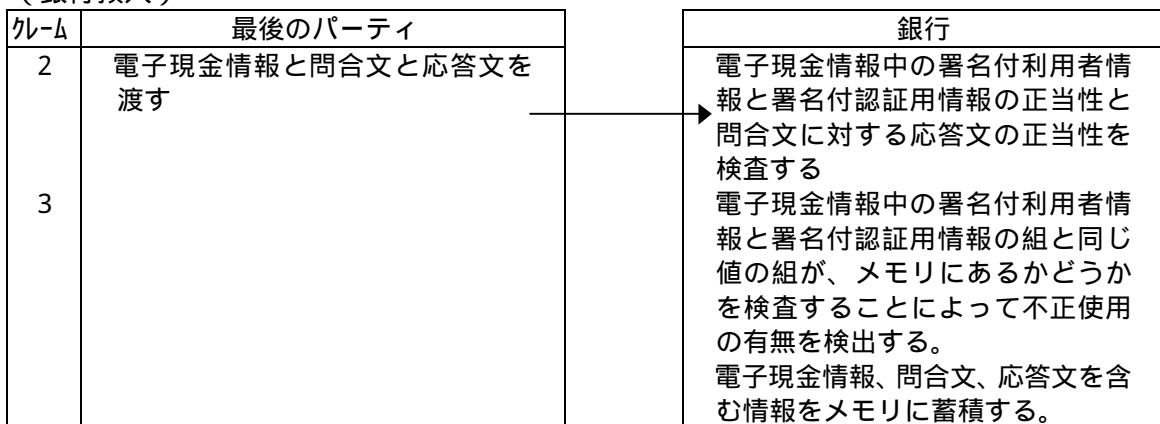 クレーム 最後のパーティ 銀行
2 電子現金情報と問合文と応答文を
渡す
3
電子現金情報中の署名付利用者情
報と署名付認証用情報の正当性と
問合文に対する応答文の正当性を
検査する
電子現金情報中の署名付利用者情
報と署名付認証用情報の組と同じ
値の組が、メモリにあるかどうか
を検査することによって不正使用
の有無を検出する。
電子現金情報、問合文、応答文を含
む情報をメモリに蓄積する。